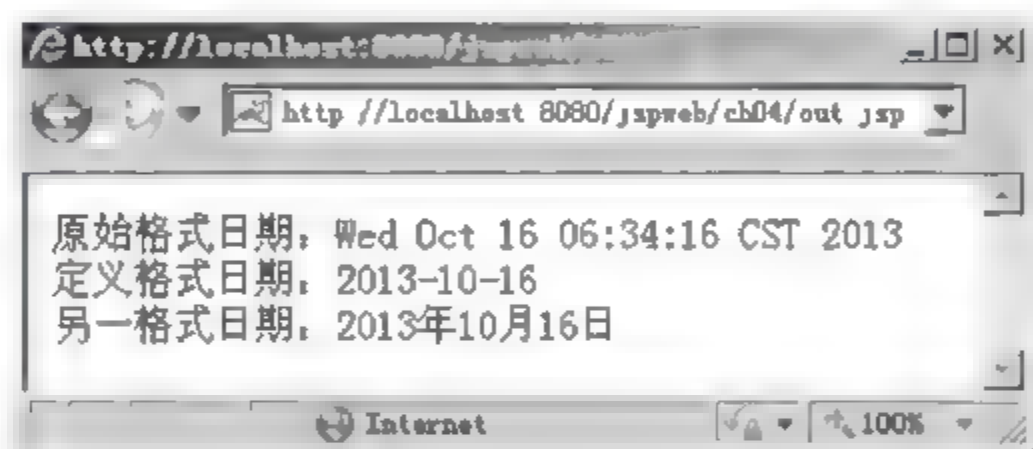 http://localhost:
http //localhost 8080/jspweb/ch04/out jsp
原始格式日期：Wed Oct 16 06:34:16 CST 2013
定义格式日期：2013-10-16
另一格式日期：2013年10月16日
Internet
100%